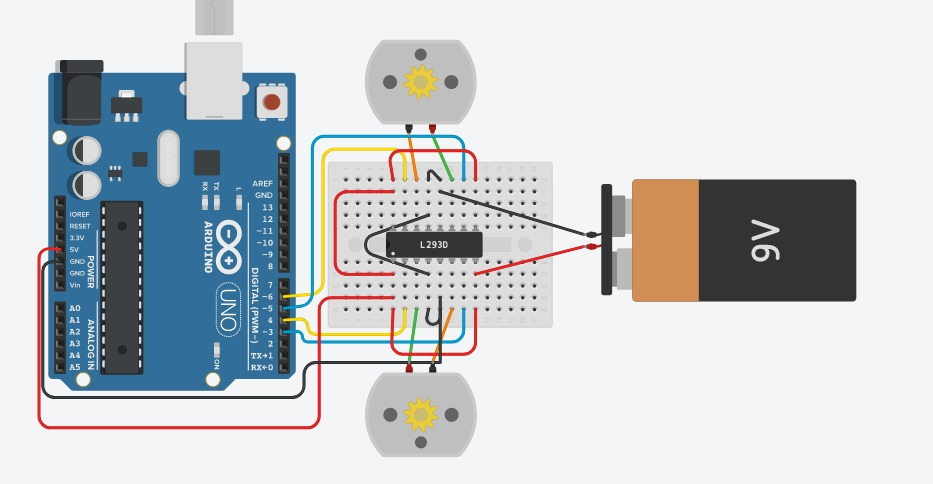 RX
TX
L
AREF
GND
13
12
~11
~10
~9
8
7
~6
~5
4
~3
2
TX→1
RX←0
DIGITAL (PWM~)
ARDUINO
UNO
ON
IOREF
RESET
3.3V
5V
GND
GND
Vin
POWER
A0
A1
A2
A3
A4
A5
ANALOG IN
L293D
9V